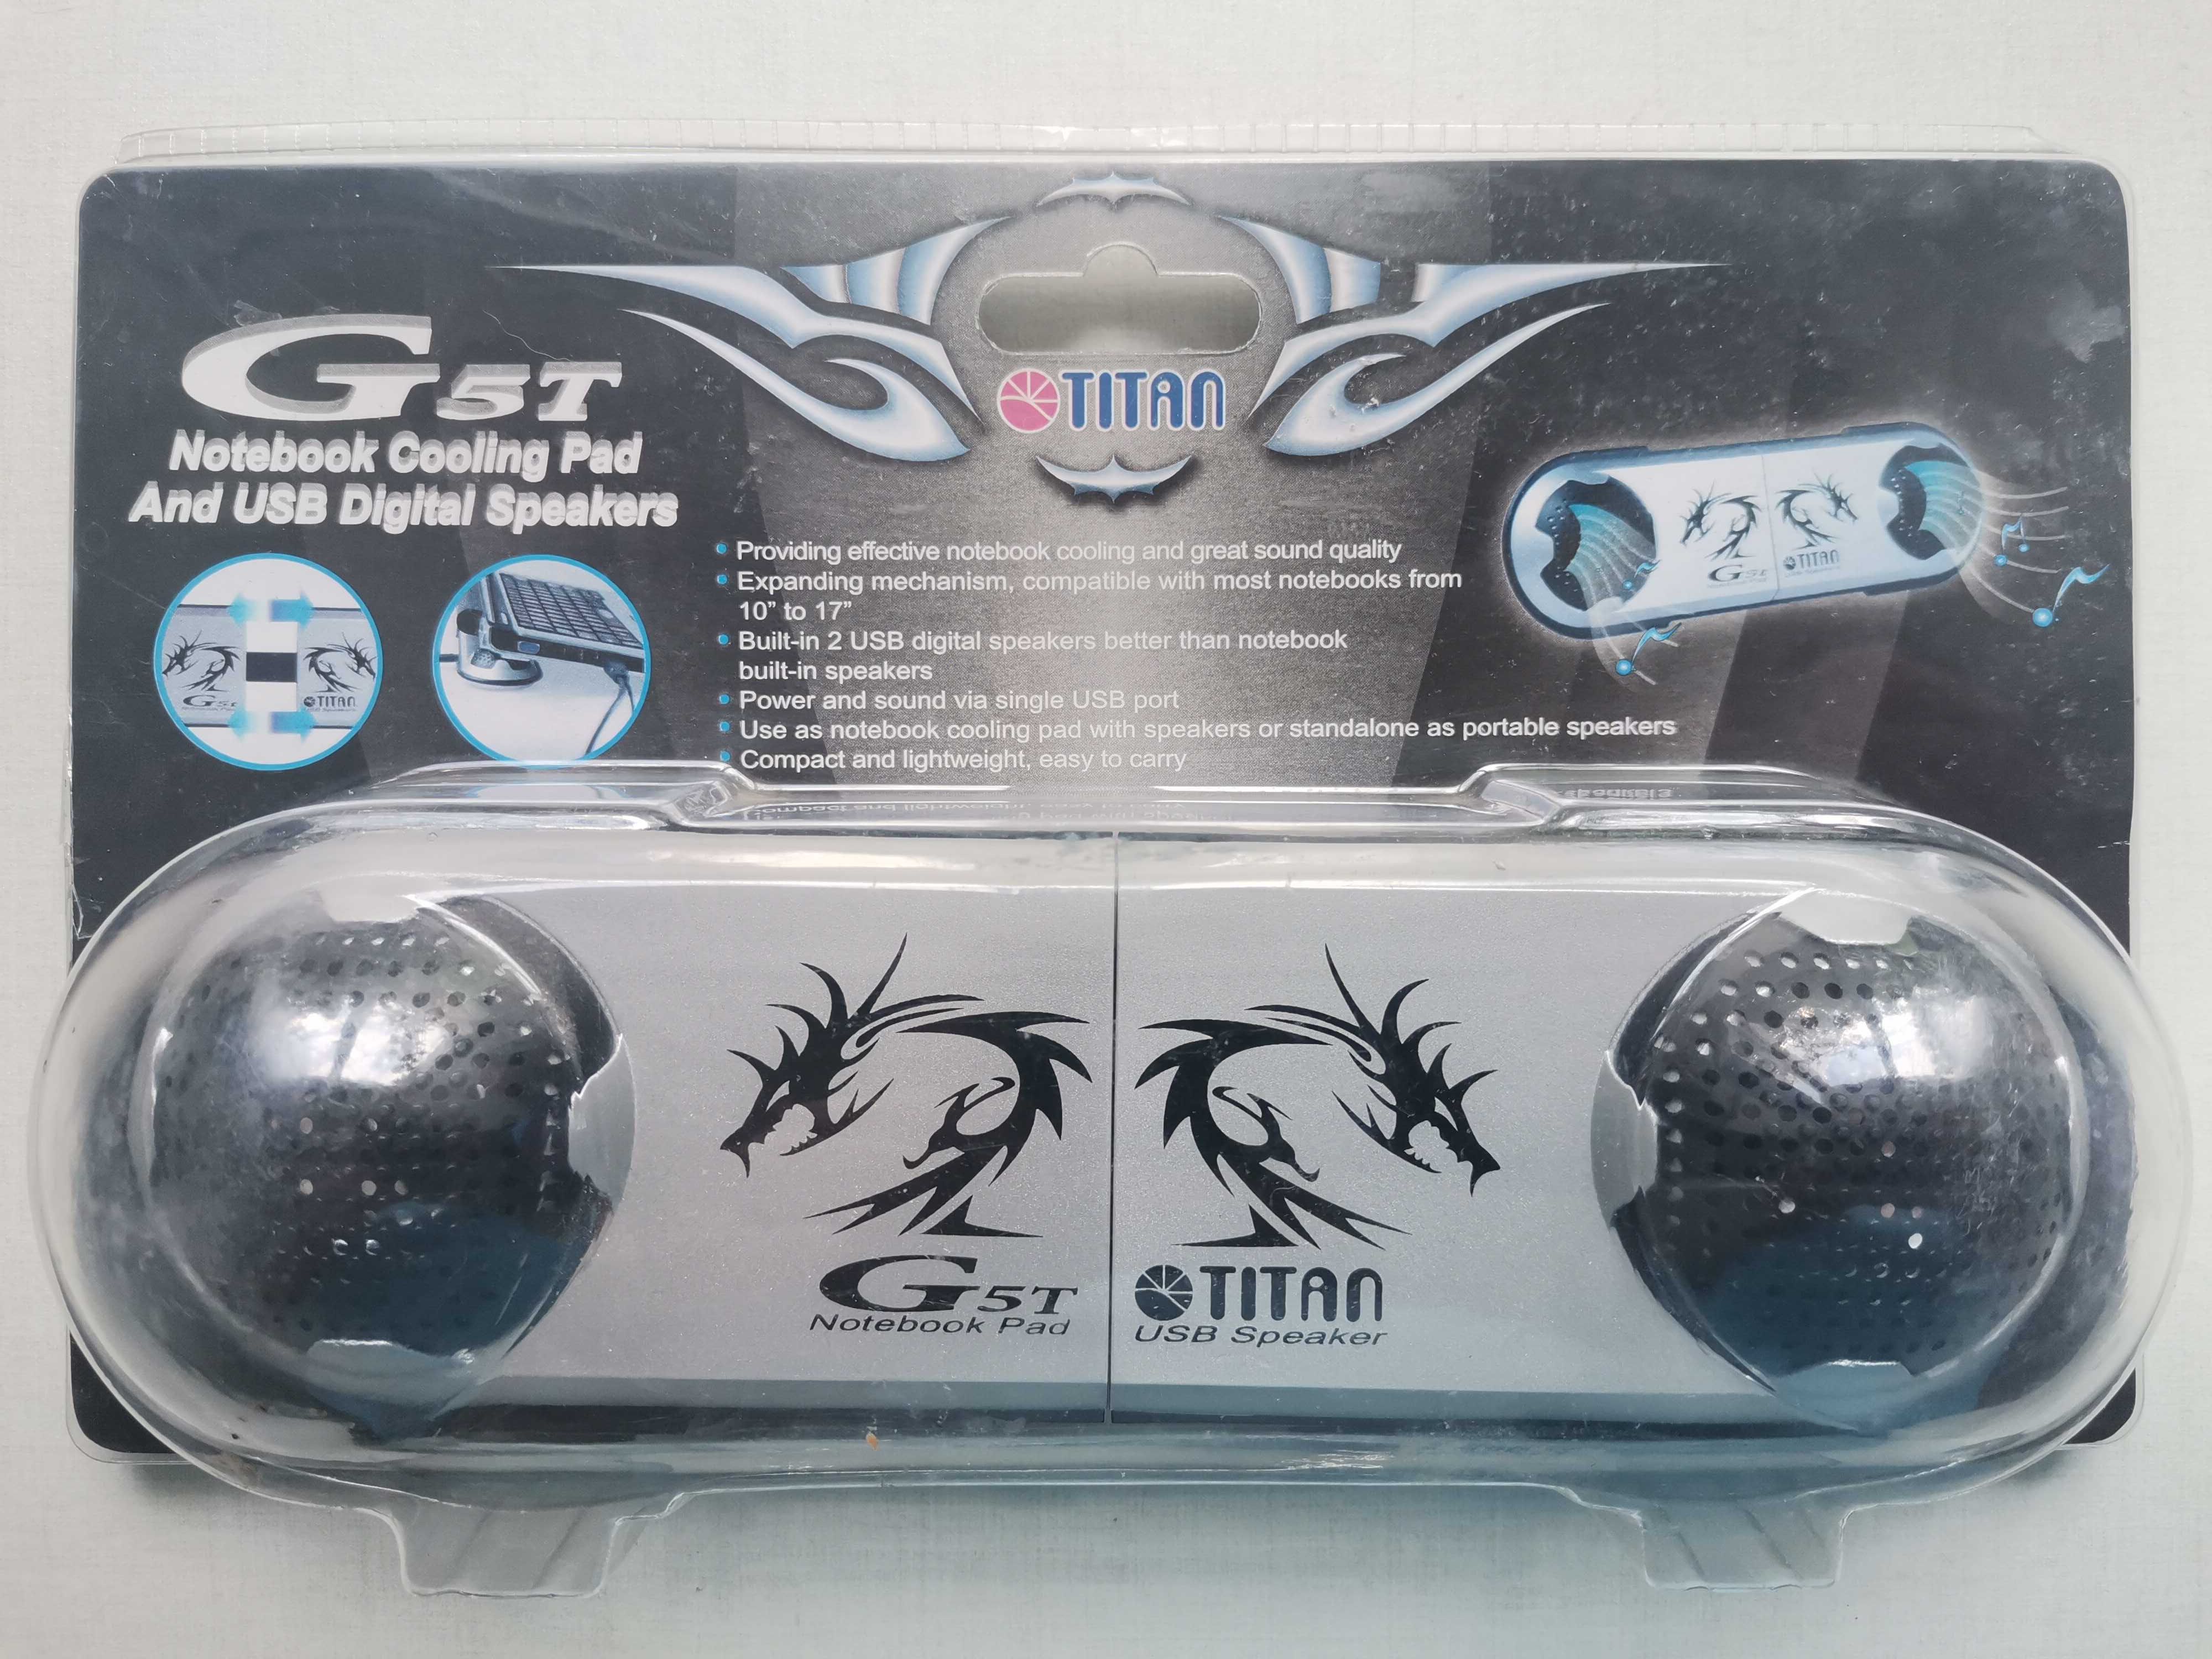 TITAN
G5T
Notebook Cooling Pad
And USB Digital Speakers
• Providing effective notebook cooling and great sound quality
• Expanding mechanism, compatible with most notebooks from
10” to 17”
• Built-in 2 USB digital speakers better than notebook
built-in speakers
• Power and sound via single USB port
• Use as notebook cooling pad with speakers or standalone as portable speakers
• Compact and lightweight, easy to carry
TITAN
TITAN
G5T
Notebook Pad
TITAN
USB Speaker